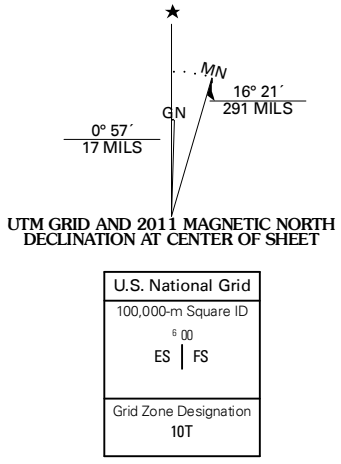 ★
MN
16° 21´
291 MILS
GN
0° 57´
17 MILS
UTM GRID AND 2011 MAGNETIC NORTH
DECLINATION AT CENTER OF SHEET
U.S. National Grid
100,000-m Square ID
6 00
ES | FS
Grid Zone Designation
10T